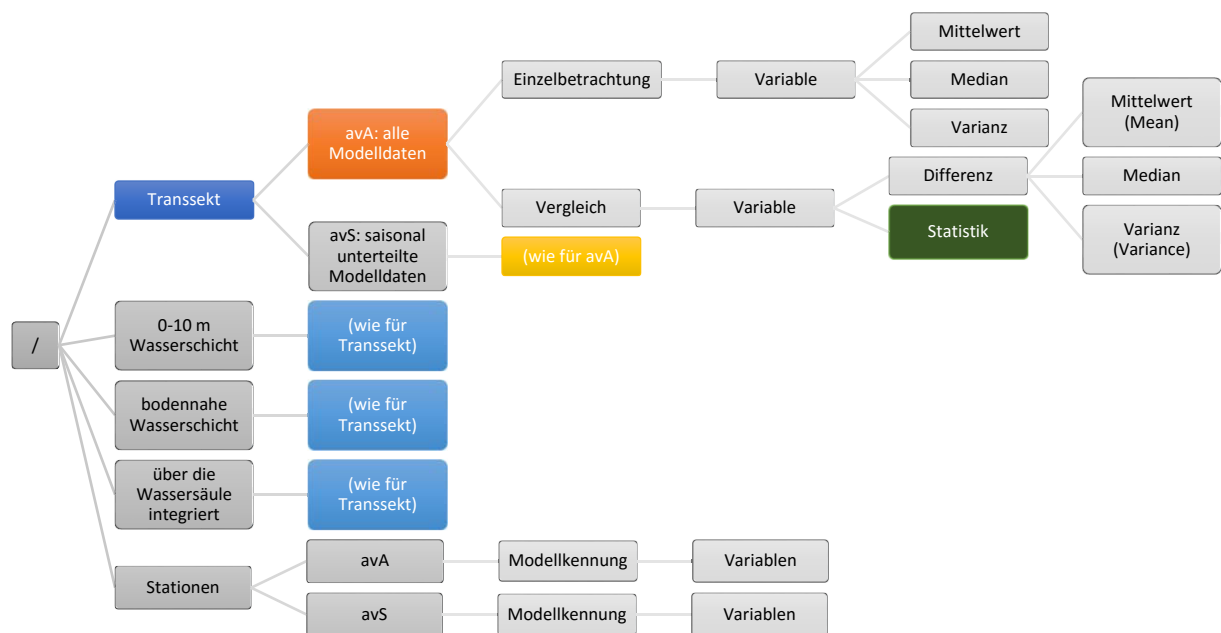 /
Transsekt
avA: alle
Modelldaten
Einzelbetrachtung
Variable
Mittelwert
Median
Varianz
Vergleich
Variable
Differenz
Mittelwert
(Mean)
Median
Varianz
(Variance)
Statistik
avS: saisonal
unterteilte
Modelldaten
(wie für avA)
0-10 m
Wasserschicht
(wie für
Transsekt)
bodennahe
Wasserschicht
(wie für
Transsekt)
über die
Wassersäule
integriert
(wie für
Transsekt)
Stationen
avA
Modellkennung
Variablen
avS
Modellkennung
Variablen